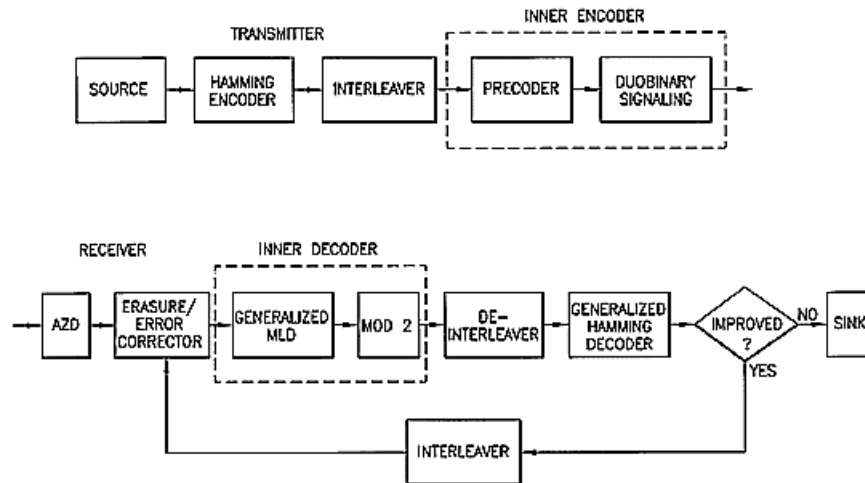 INNER ENCODER
TRANSMITTER
SOURCE
HAMMING
ENCODER
INTERLEAVER
PRECODER
DUOBINARY
SIGNALING
RECEIVER
INNER DECODER
AZD
ERASURE/
ERROR
CORRECTOR
GENERALIZED
MLD
MOD 2
DE-
INTERLEAVER
GENERALIZED
HAMMING
DECODER
IMPROVED
?
NO
SINK
YES
INTERLEAVER